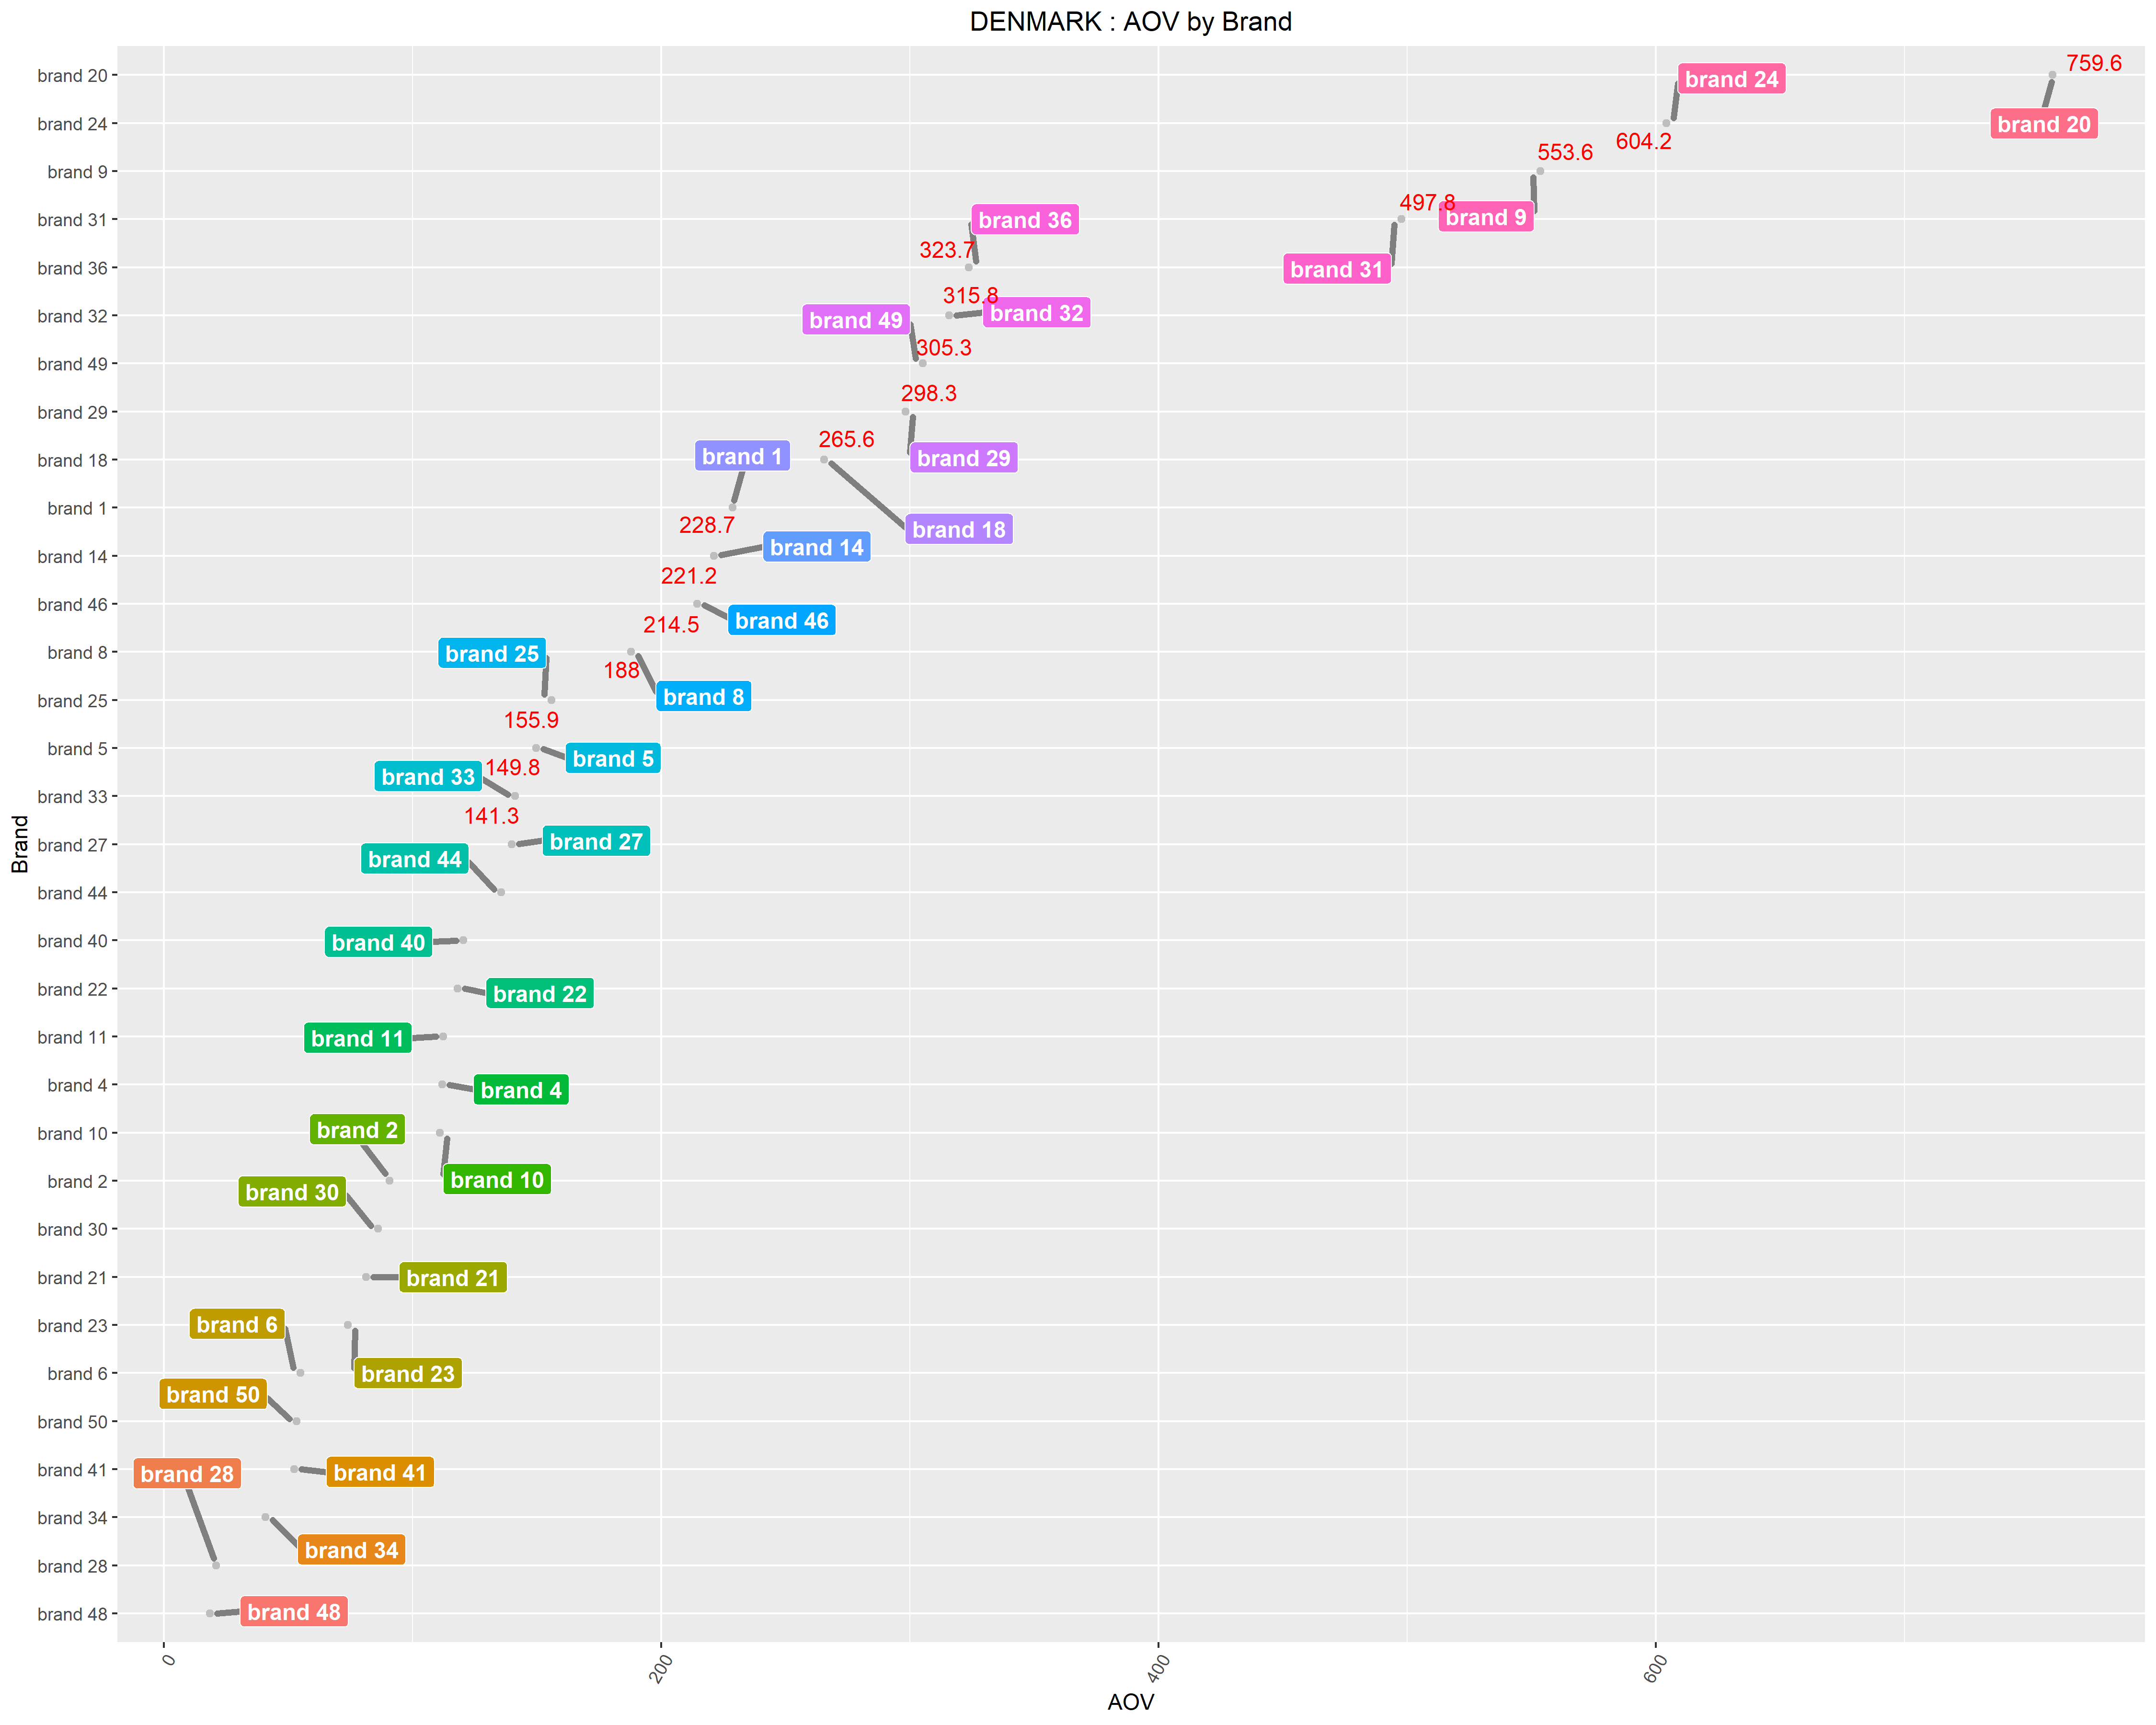 DENMARK : AOV by Brand
Brand
brand 20
brand 24
brand 9
brand 31
brand 36
brand 32
brand 49
brand 29
brand 18
brand 1
brand 14
brand 46
brand 8
brand 25
brand 5
brand 33
brand 27
brand 44
brand 40
brand 22
brand 11
brand 4
brand 10
brand 2
brand 30
brand 21
brand 23
brand 6
brand 50
brand 41
brand 34
brand 28
brand 48
759.6
brand 24
brand 20
604.2
553.6
497.8
brand 9
brand 36
323.7
brand 31
315.8
brand 32
brand 49
305.3
298.3
265.6
brand 1
brand 29
228.7
brand 18
brand 14
221.2
brand 46
214.5
brand 25
188
brand 8
155.9
brand 5
149.8
brand 33
141.3
brand 27
brand 44
brand 40
brand 22
brand 11
brand 4
brand 2
brand 10
brand 30
brand 21
brand 6
brand 23
brand 50
brand 41
brand 28
brand 34
brand 48
0
200
400
600
AOV